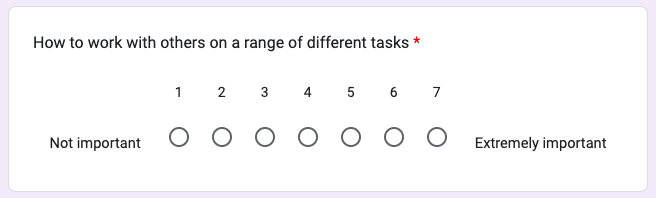 How to work with others on a range of different tasks *
1 2 3 4 5 6 7
Not important Extremely important